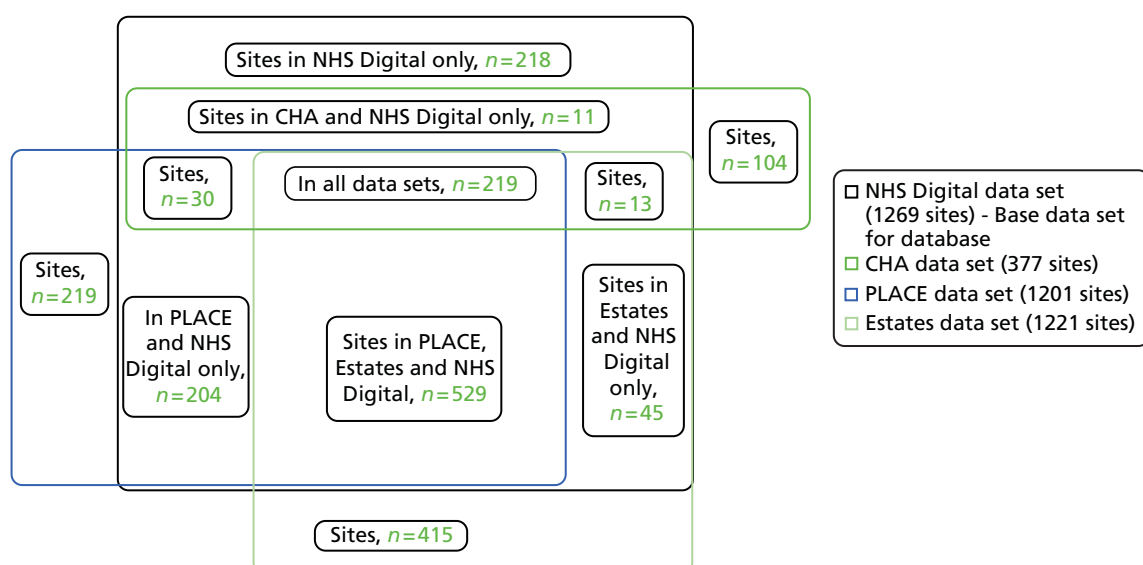 Sites in NHS Digital only, n=218
Sites in CHA and NHS Digital only, n=11
Sites,
n=104
Sites,
n=30
In all data sets, n=219
Sites,
n=13
Sites,
n=219
In PLACE
and NHS
Digital only,
n=204
Sites in PLACE,
Estates and NHS
Digital, n=529
Sites in
Estates
and NHS
Digital
only,
n=45
Sites, n=415
NHS Digital data set
(1269 sites) - Base data set
for database
CHA data set (377 sites)
PLACE data set (1201 sites)
Estates data set (1221 sites)